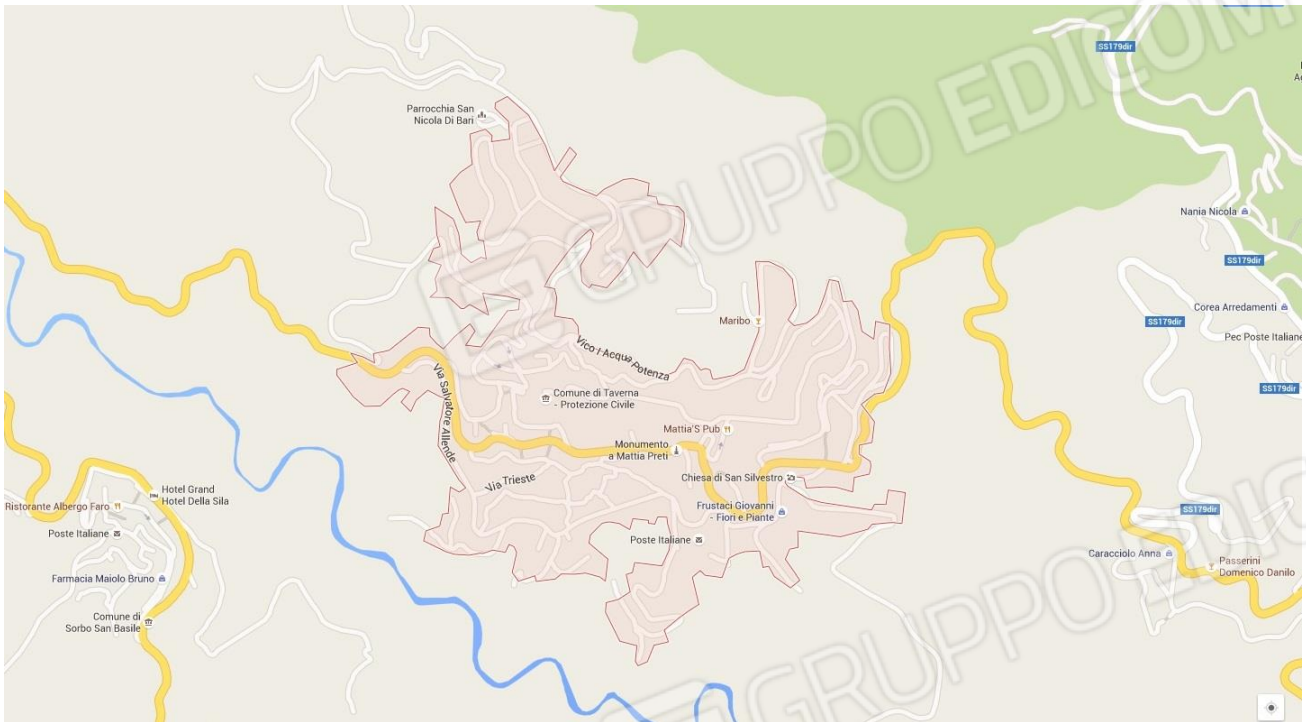 SS179dir
Parrocchia San
Nicola Di Bari
Nania Nicola
SS179dir
Corea Arredamenti
SS179dir
Maribo
Pec Poste Italiane
Vico I Acqua Potenza
Via Salvatore Allende
SS179dir
Comune di Taverna
- Protezione Civile
Mattia'S Pub
Monumento
a Mattia Preti
Chiesa di San Silvestro
Via Trieste
Hotel Grand
Hotel Della Sila
Ristorante Albergo Faro
Frustaci Giovanni
- Fiori e Piante
SS179dir
Poste Italiane
Poste Italiane
Caracciolo Anna
Passerini
Domenico Danilo
Farmacia Maiolo Bruno
Comune di
Sorbo San Basile
GRUPPO EDICOM
GRUPPO EDICOM